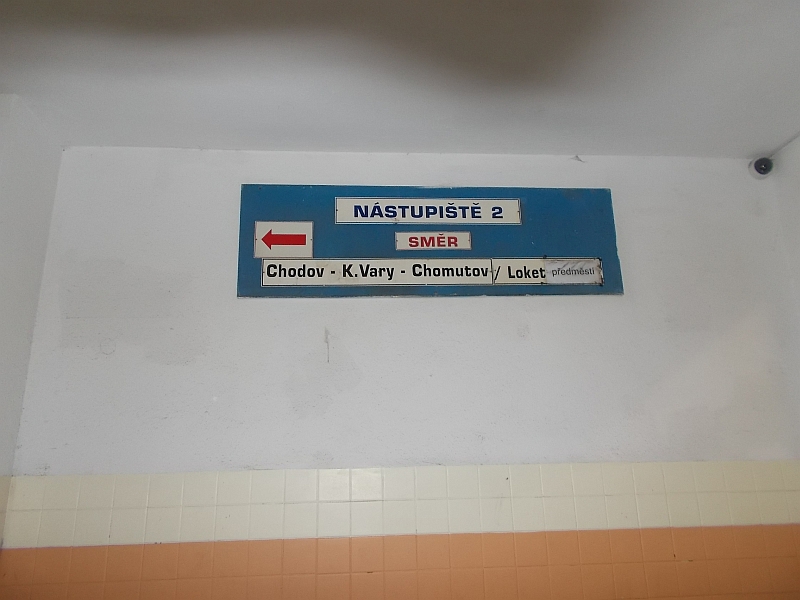 NÁSTUPIŠTĚ 2
SMĚR
Chodov - K.Vary - Chomutov / Loket předměstí